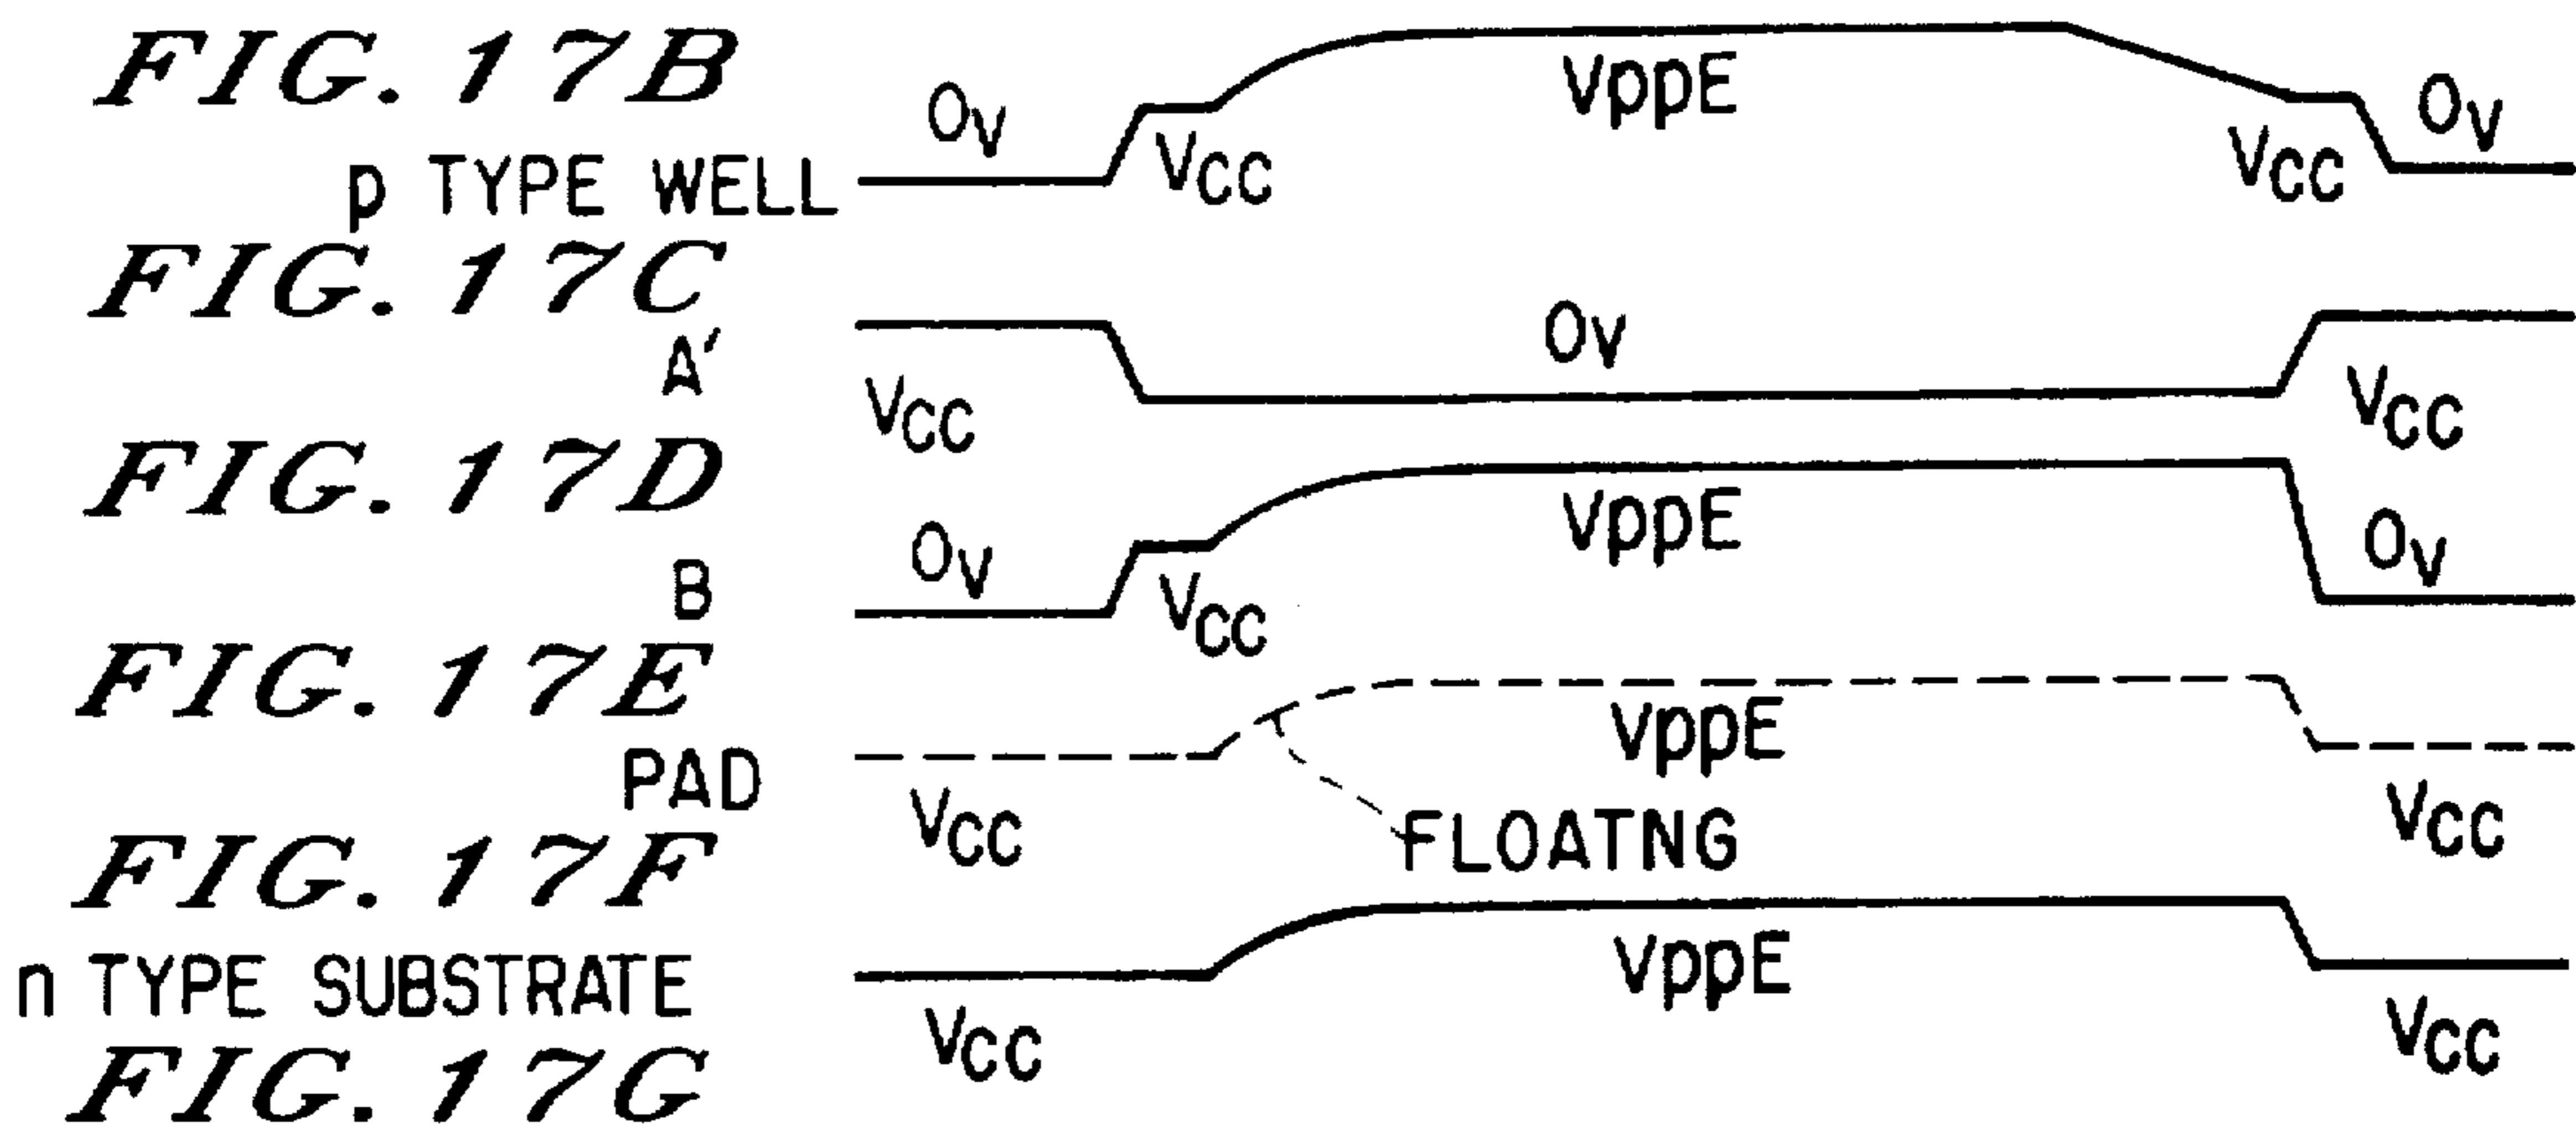 FIG. 17B
0V VCC VppE VCC 0V
p TYPE WELL
FIG. 17C
0V
A'
VCC VCC
FIG. 17D
0V VCC VppE 0V
B
FIG. 17E
VppE
PAD
VCC FLOATNG VCC
FIG. 17F
n TYPE SUBSTRATE
VCC VppE VCC
FIG. 17G